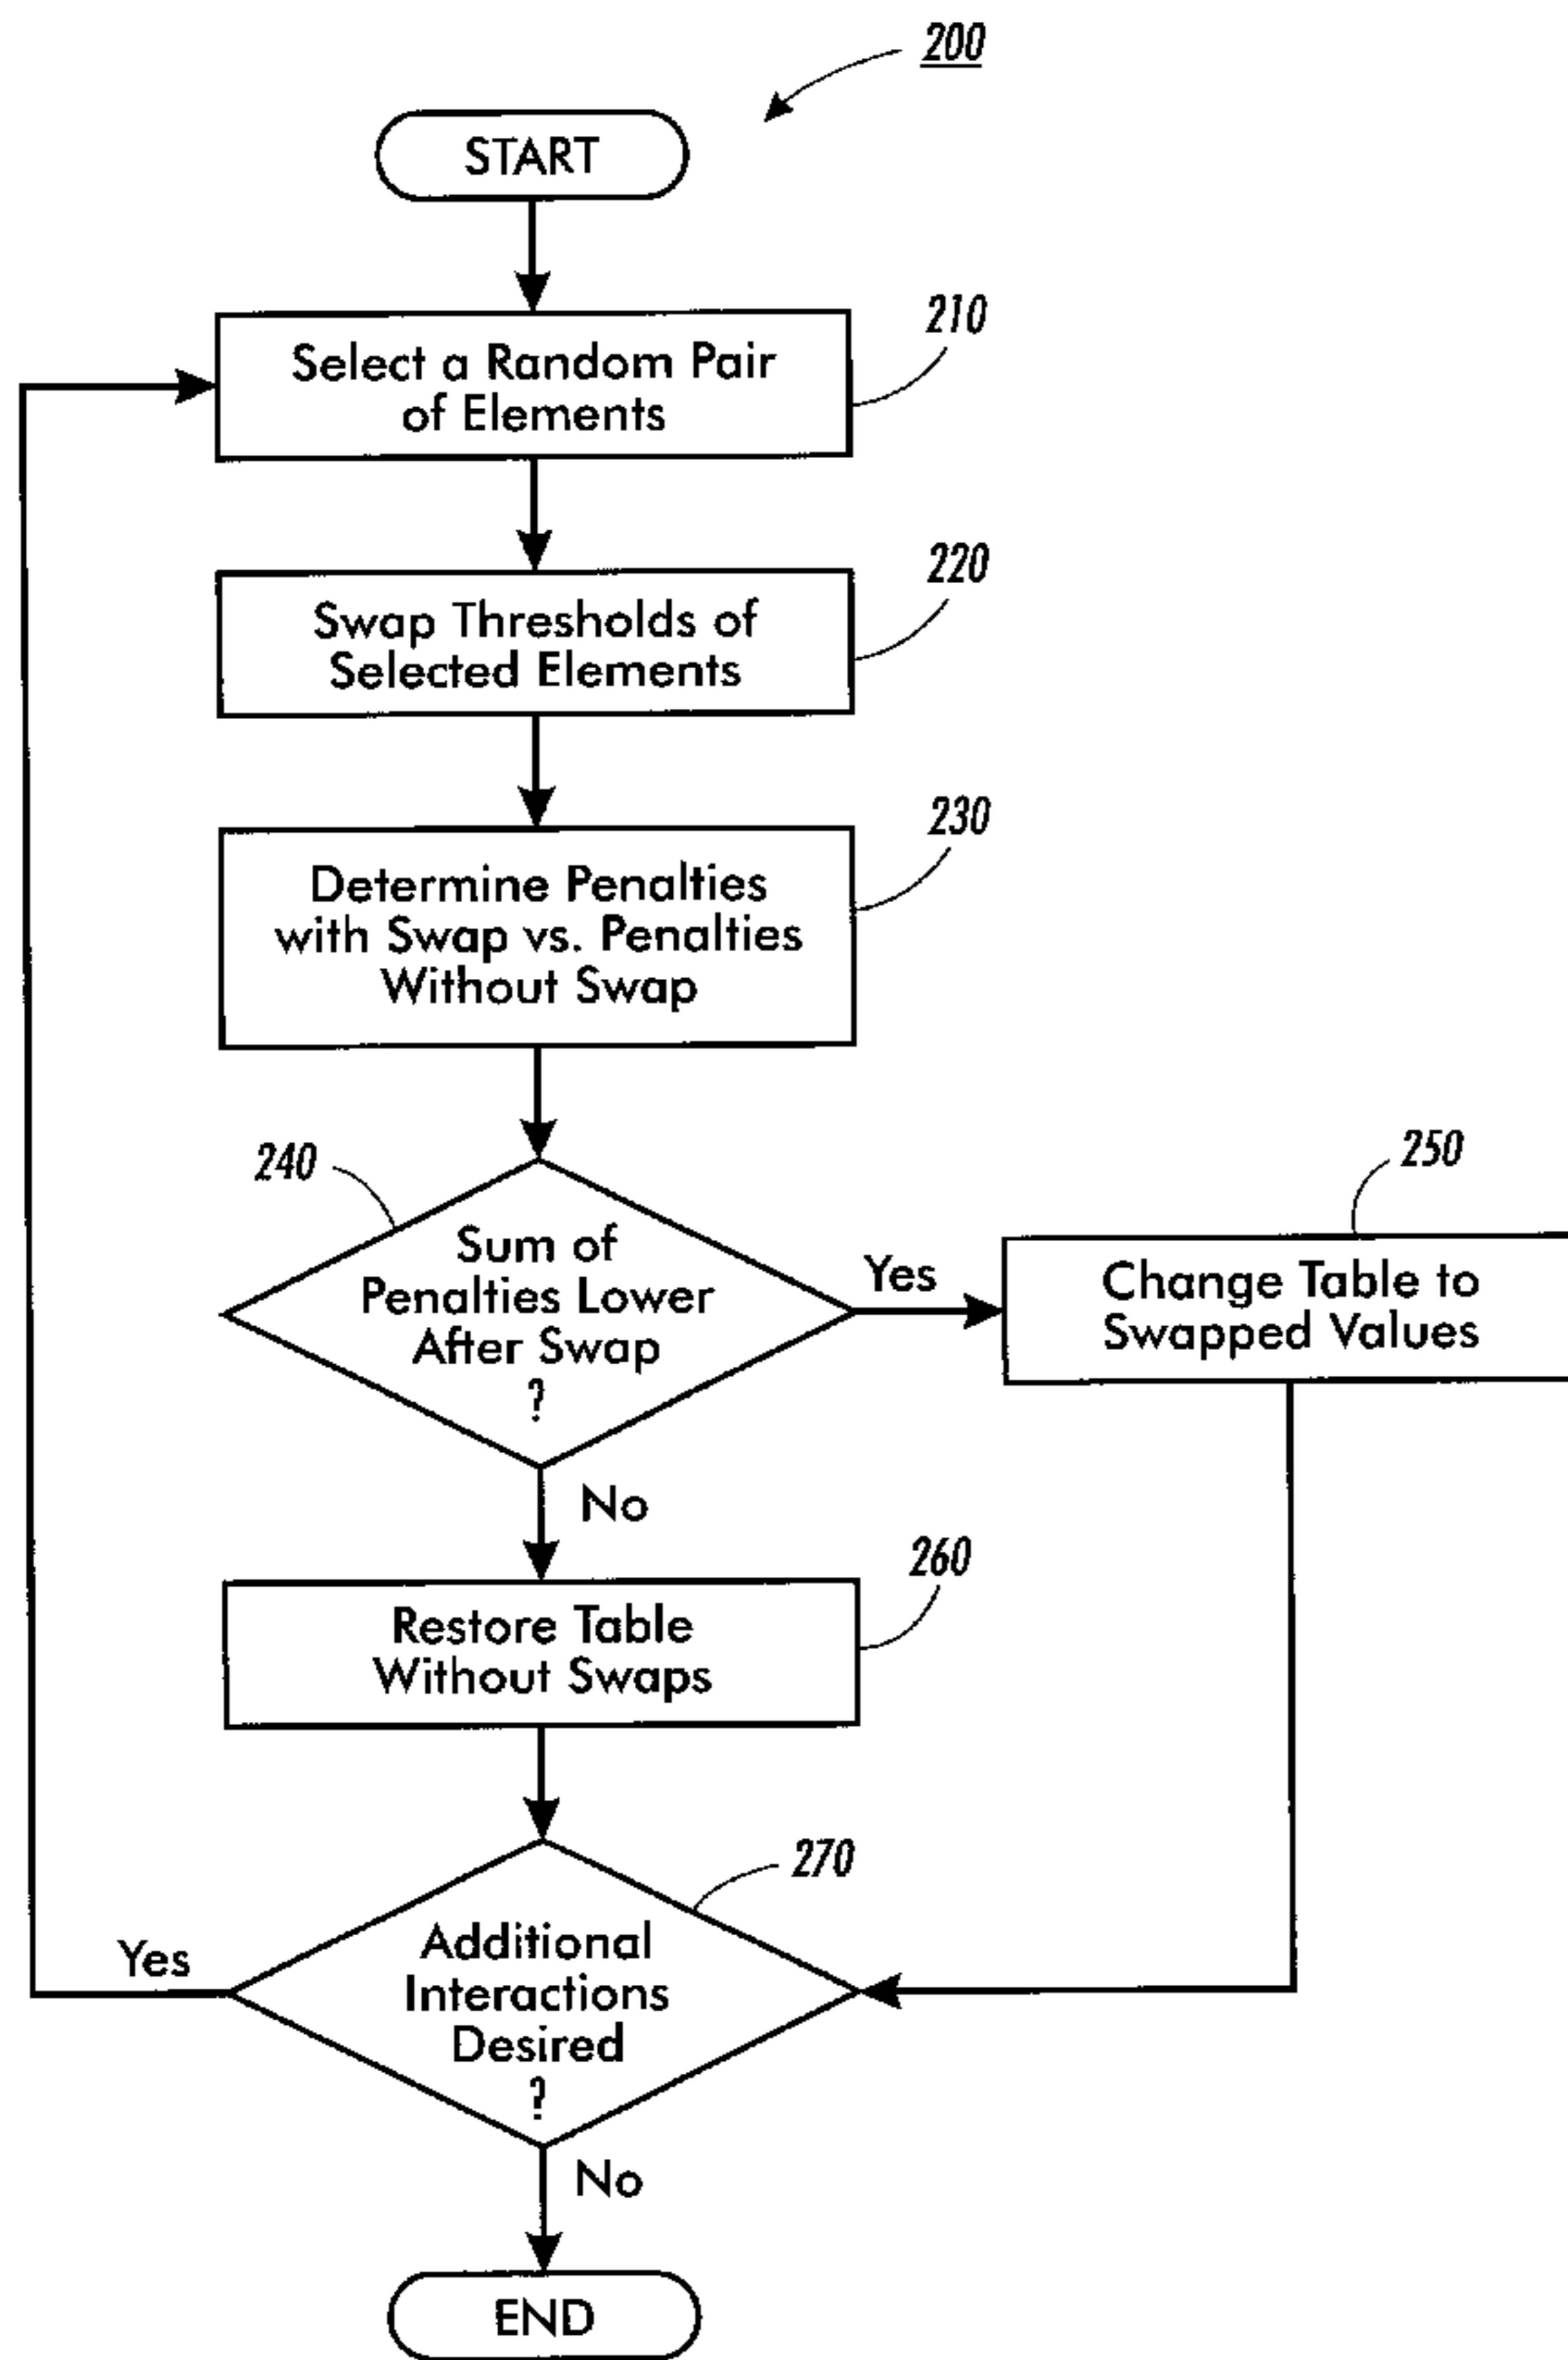 200
START
210
Select a Random Pair
of Elements
220
Swap Thresholds of
Selected Elements
230
Determine Penalties
with Swap vs. Penalties
Without Swap
240
Sum of
Penalties Lower
After Swap
?
Yes
250
Change Table to
Swapped Values
No
260
Restore Table
Without Swaps
270
Additional
Interactions
Desired
?
Yes
No
END